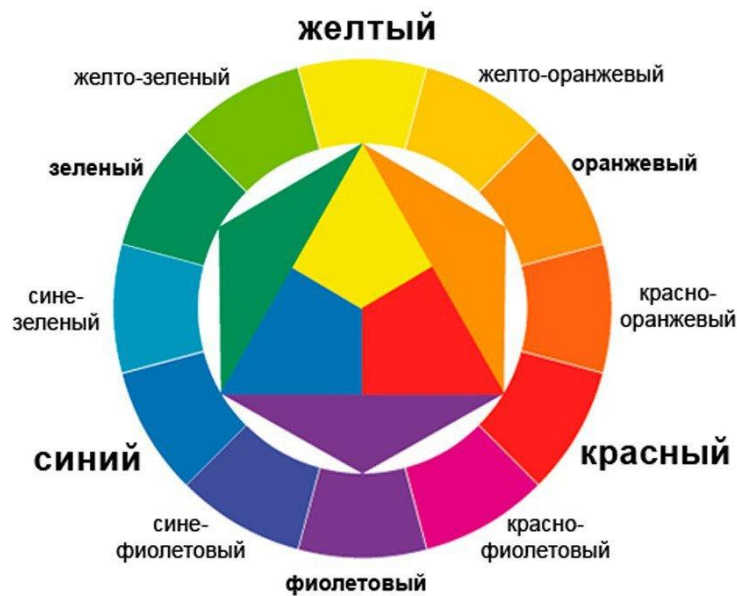 желтый
желто-зеленый
желто-оранжевый
зеленый
оранжевый
сине-
зеленый
красно-
оранжевый
синий
красный
сине-
фиолетовый
красно-
фиолетовый
фиолетовый